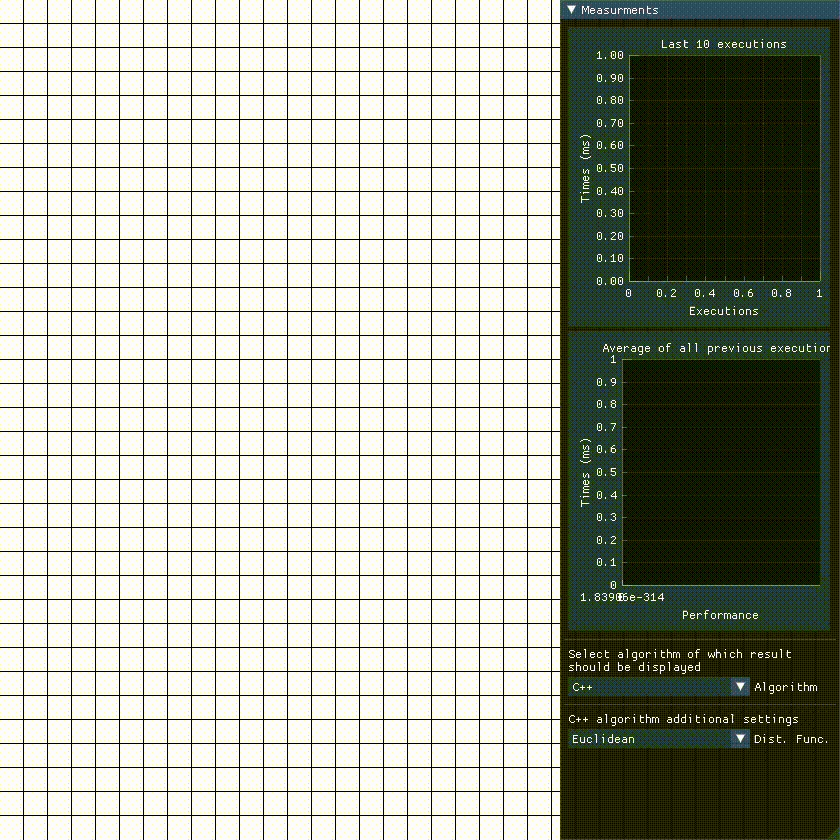 Measurments
Last 10 executions
1.00
0.90
0.80
0.70
0.60
0.50
0.40
0.30
0.20
0.10
0.00
Times (ms)
0 0.2 0.4 0.6 0.8 1
Executions
Average of all previous execution
1
0.9
0.8
0.7
0.6
0.5
0.4
0.3
0.2
0.1
0
Times (ms)
Performance
Select algorithm of which result
should be displayed
C++ Algorithm
C++ algorithm additional settings
Euclidean Dist. Func.